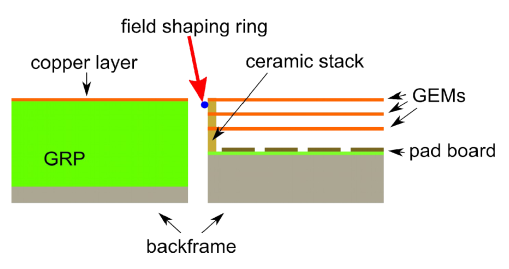 field shaping ring
copper layer
ceramic stack
GEMs
GRP
pad board
backframe